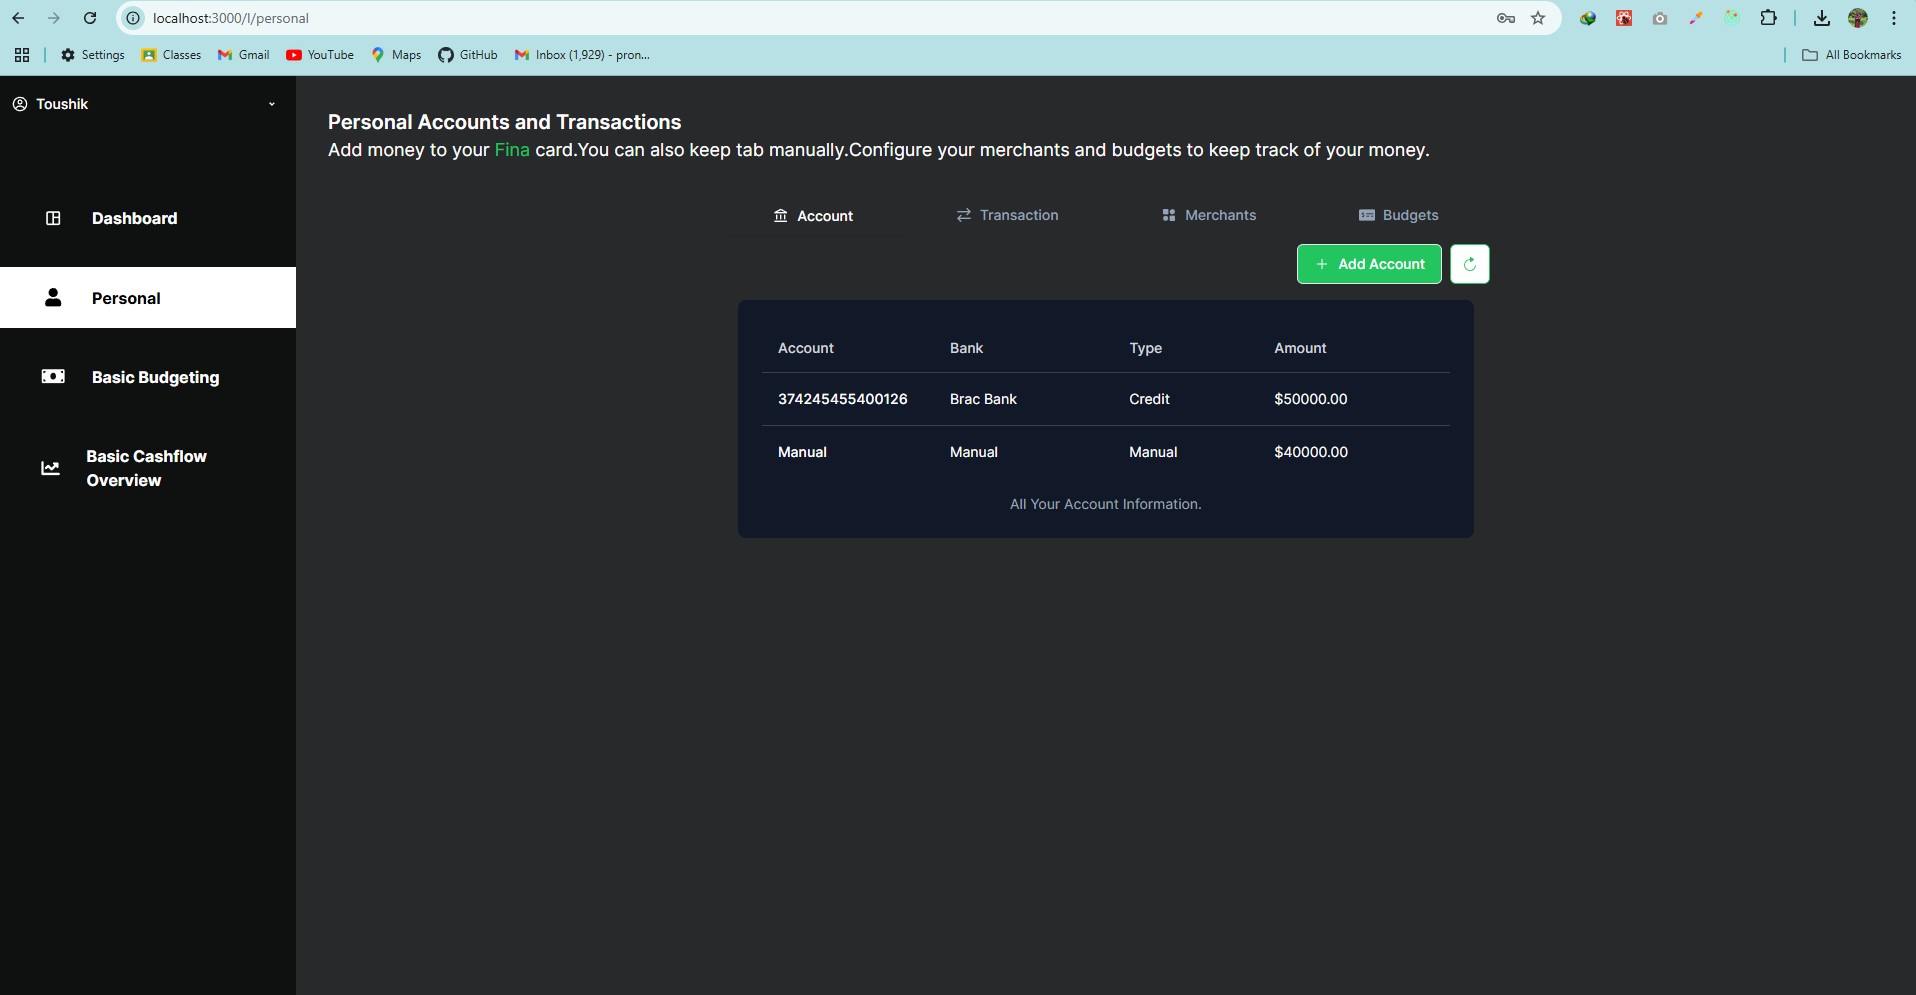 localhost:3000/l/personal
Settings Classes Gmail YouTube Maps GitHub Inbox (1,929) - pron... All Bookmarks
Toushik
Dashboard
Personal
Basic Budgeting
Basic Cashflow
Overview
Personal Accounts and Transactions
Add money to your Fina card.You can also keep tab manually.Configure your merchants and budgets to keep track of your money.
Account Transaction Merchants Budgets
+ Add Account
Account Bank Type Amount
374245455400126 Brac Bank Credit $50000.00
Manual Manual Manual $40000.00
All Your Account Information.